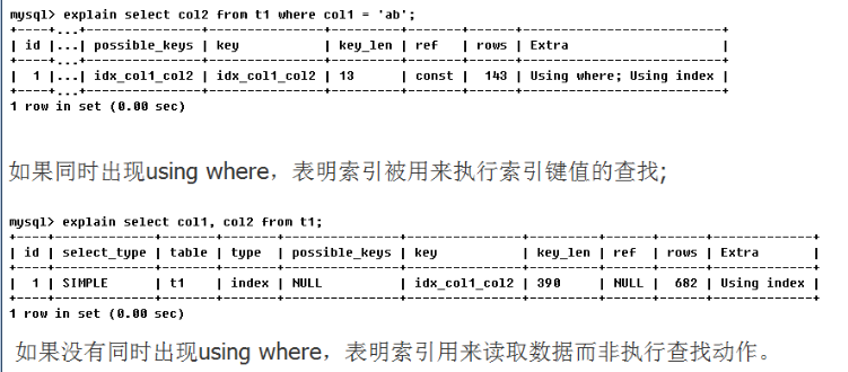 mysql> explain select col2 from t1 where col1 = 'ab';
+----+...+---------------+---------------+---------+-------+------+--------------------------+
| id |...| possible_keys | key | key_len | ref | rows | Extra |
+----+...+---------------+---------------+---------+-------+------+--------------------------+
| 1 |...| idx_col1_col2 | idx_col1_col2 | 13 | const | 143 | Using where; Using index |
+----+...+---------------+---------------+---------+-------+------+--------------------------+
1 row in set (0.00 sec)
如果同时出现using where，表明索引被用来执行索引键值的查找;
mysql> explain select col1, col2 from t1;
+----+-------------+-------+-------+---------------+---------------+---------+------+------+-------------+
| id | select_type | table | type | possible_keys | key | key_len | ref | rows | Extra |
+----+-------------+-------+-------+---------------+---------------+---------+------+------+-------------+
| 1 | SIMPLE | t1 | index | NULL | idx_col1_col2 | 390 | NULL | 682 | Using index |
+----+-------------+-------+-------+---------------+---------------+---------+------+------+-------------+
1 row in set (0.00 sec)
如果没有同时出现using where，表明索引用来读取数据而非执行查找动作。